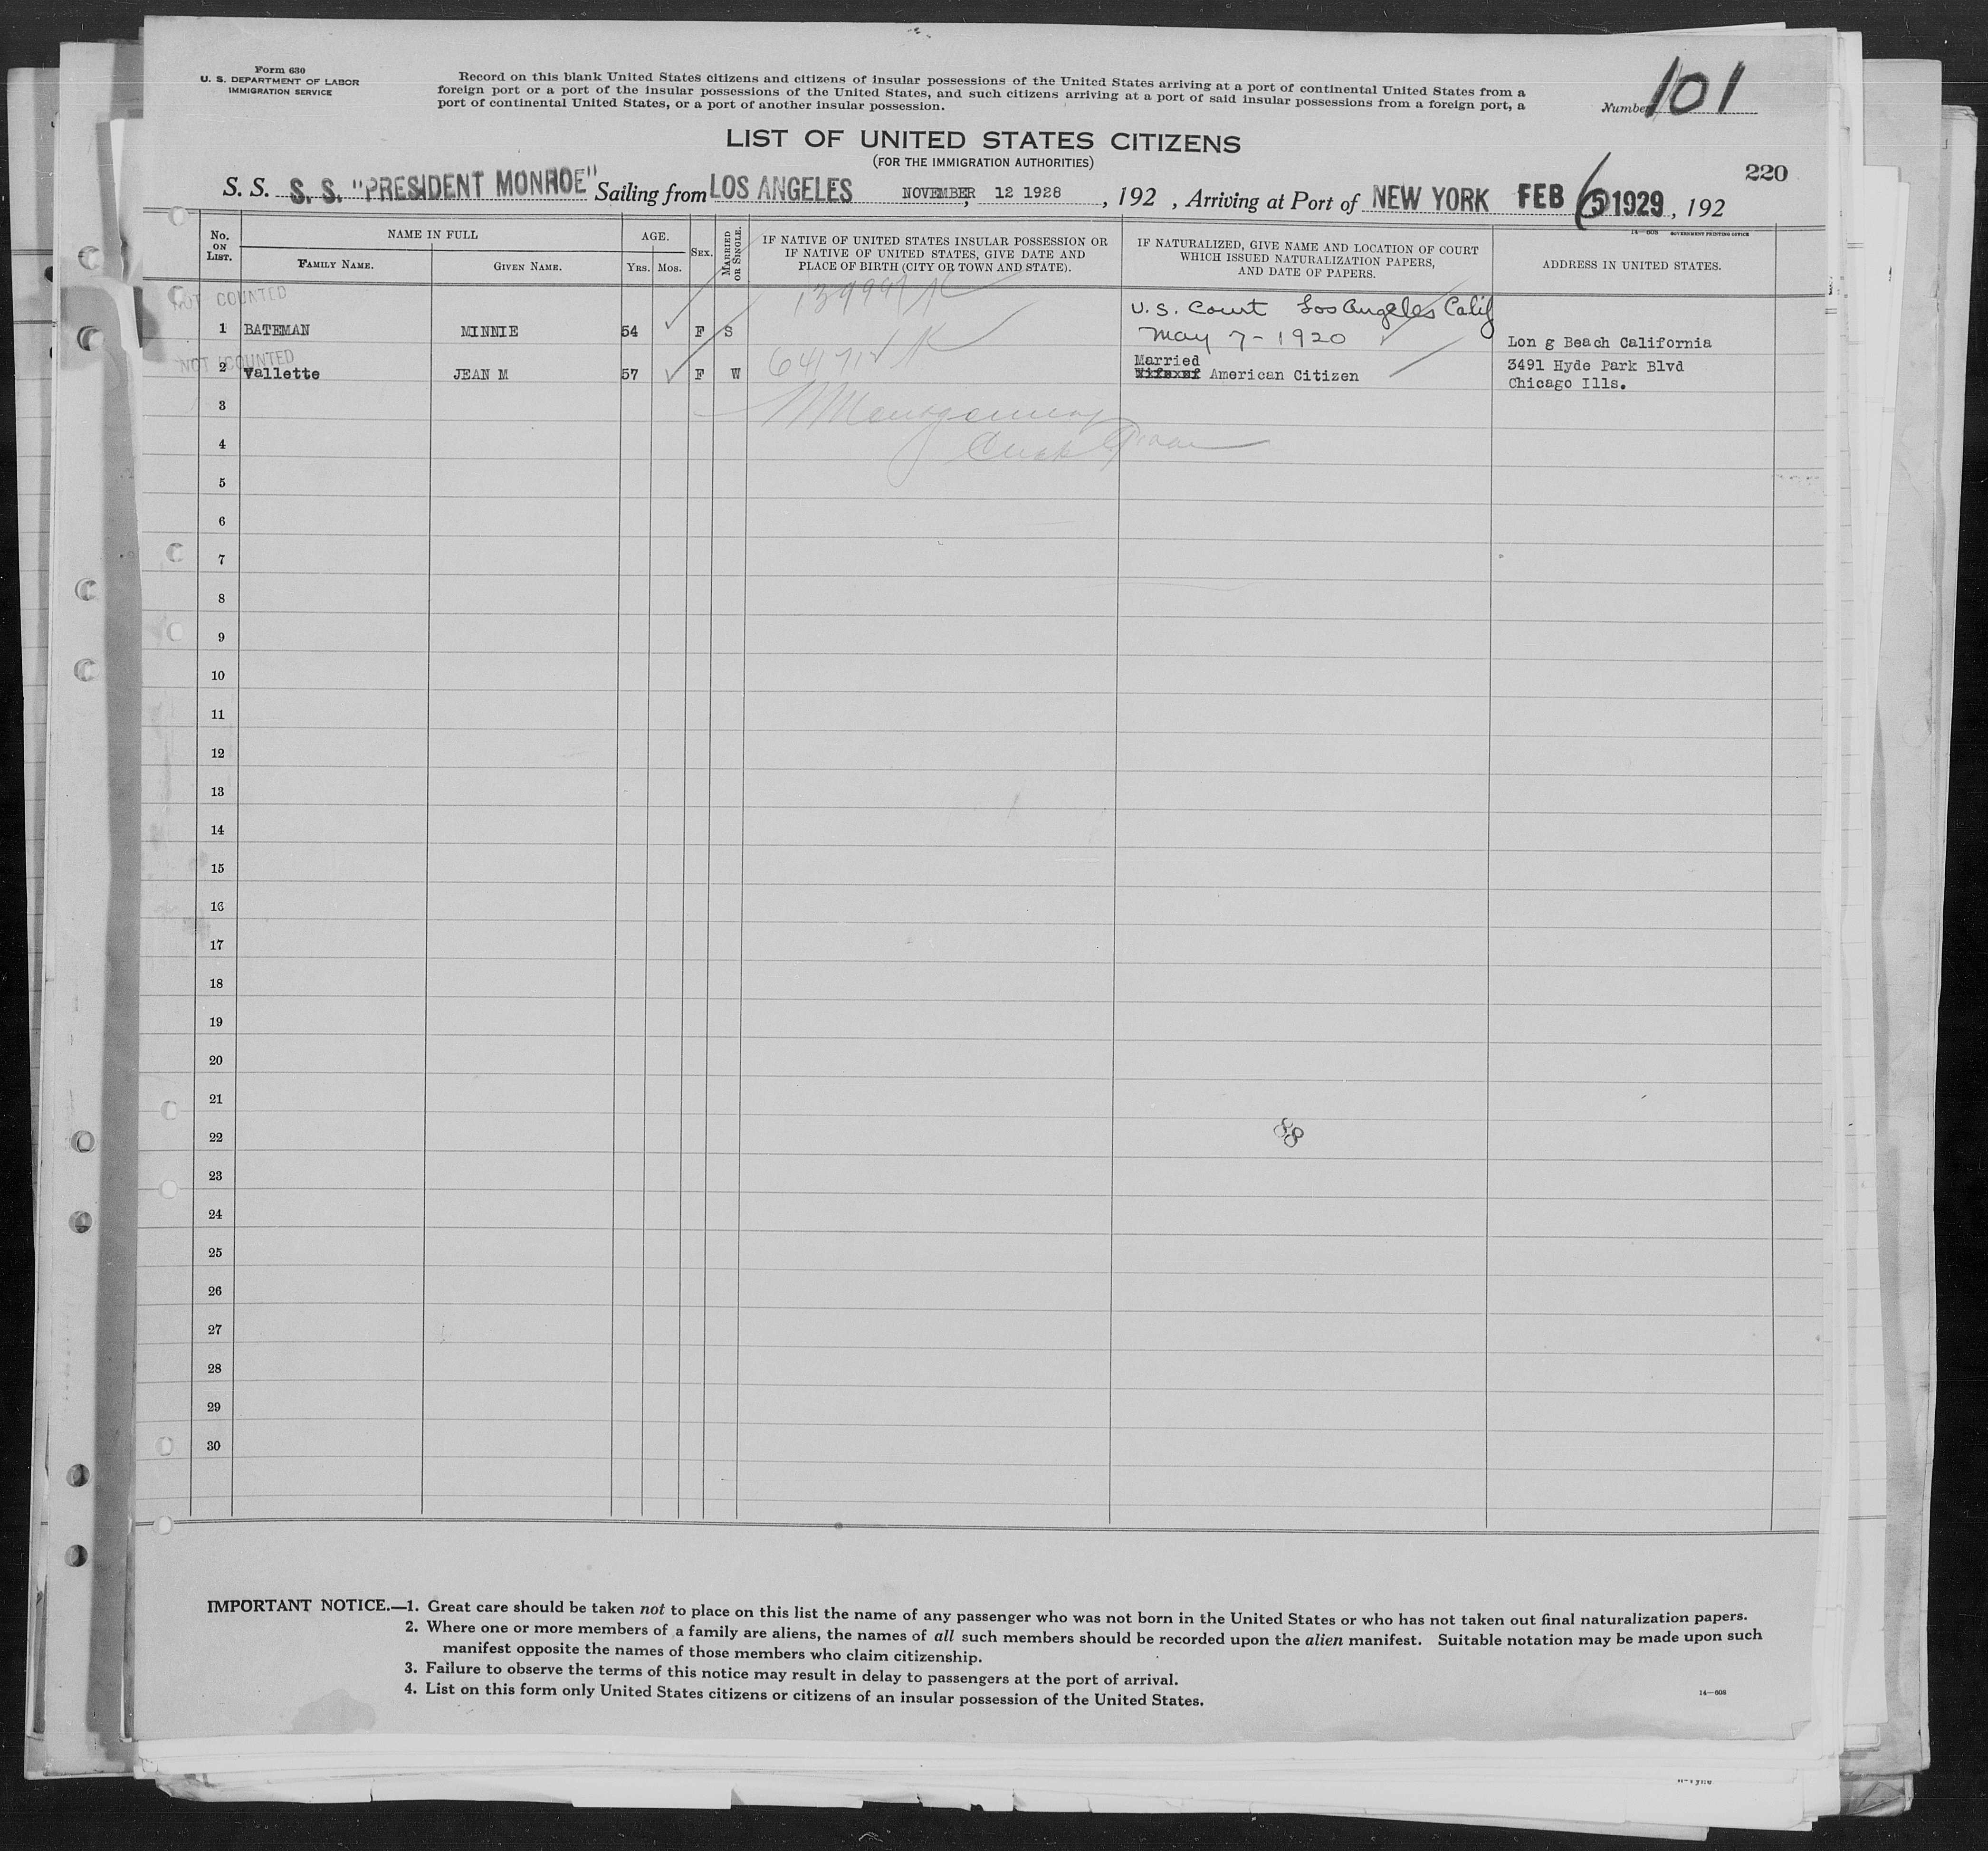 Form 630
U. S. DEPARTMENT OF LABOR
IMMIGRATION SERVICE
Record on this blank United States citizens and citizens of insular possessions of the United States arriving at a port of continental United States from a
foreign port or a port of the insular possessions of the United States, and such citizens arriving at a port of said insular possessions from a foreign port, a
port of continental United States, or a port of another insular possession.
Number 101
LIST OF UNITED STATES CITIZENS
(FOR THE IMMIGRATION AUTHORITIES)
220
S. S. S. S. "PRESIDENT MONROE" Sailing from LOS ANGELES NOVEMBER 12 1928, 192 , Arriving at Port of NEW YORK FEB 5 1929, 192
14—608 GOVERNMENT PRINTING OFFICE
No. ON LIST.
NAME IN FULL
FAMILY NAME.
GIVEN NAME.
AGE.
YRS.
MOS.
SEX.
MARRIED OR SINGLE.
IF NATIVE OF UNITED STATES INSULAR POSSESSION OR
IF NATIVE OF UNITED STATES, GIVE DATE AND
PLACE OF BIRTH (CITY OR TOWN AND STATE).
IF NATURALIZED, GIVE NAME AND LOCATION OF COURT
WHICH ISSUED NATURALIZATION PAPERS,
AND DATE OF PAPERS.
ADDRESS IN UNITED STATES.
NOT COUNTED
U.S. Court Los Angeles Calif
1 BATEMAN MINNIE 54 F S May 7-1920 Lon g Beach California
NOT COUNTED
Married
3491 Hyde Park Blvd
2 Vallette JEAN M 57 F W American Citizen
Chicago Ills.
3
Montgomery
4
5
6
7
8
9
10
11
12
13
14
15
16
17
18
19
20
21
22
23
24
25
26
27
28
29
30
IMPORTANT NOTICE.—1. Great care should be taken not to place on this list the name of any passenger who was not born in the United States or who has not taken out final naturalization papers.
2. Where one or more members of a family are aliens, the names of all such members should be recorded upon the alien manifest. Suitable notation may be made upon such
manifest opposite the names of those members who claim citizenship.
3. Failure to observe the terms of this notice may result in delay to passengers at the port of arrival.
4. List on this form only United States citizens or citizens of an insular possession of the United States.
14—608